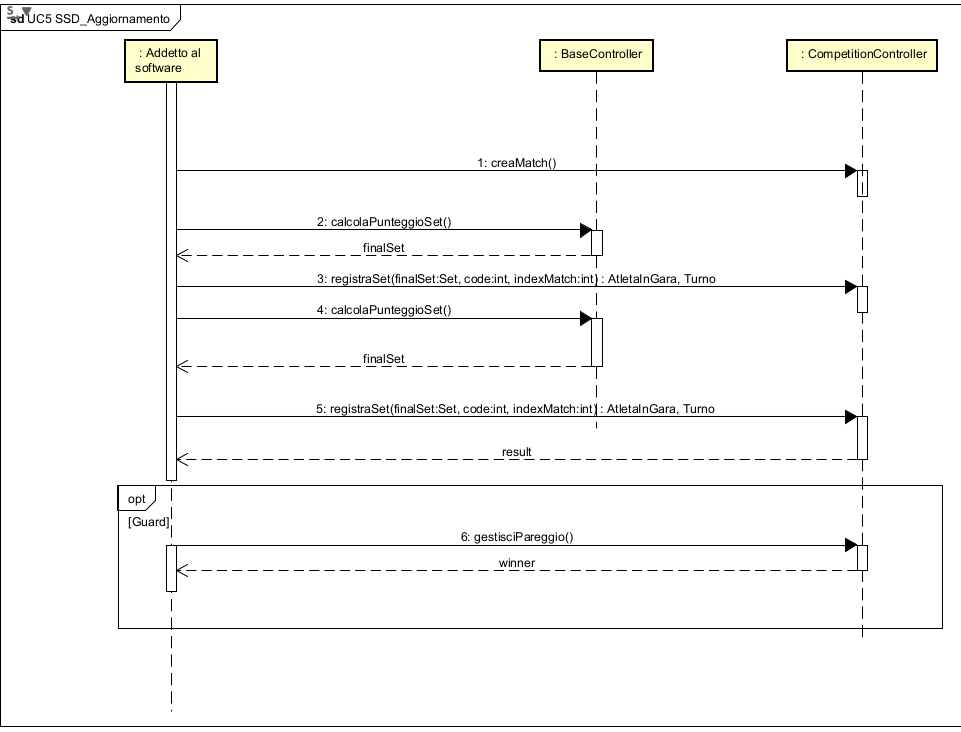 S
sd UC5 SSD_Aggiornamento
: Addetto al
software
: BaseController
: CompetitionController
1: creaMatch()
2: calcolaPunteggioSet()
finalSet
3: registraSet(finalSet:Set, code:int, indexMatch:int) : AtletaInGara, Turno
4: calcolaPunteggioSet()
finalSet
5: registraSet(finalSet:Set, code:int, indexMatch:int) : AtletaInGara, Turno
result
opt
[Guard]
6: gestisciPareggio()
winner